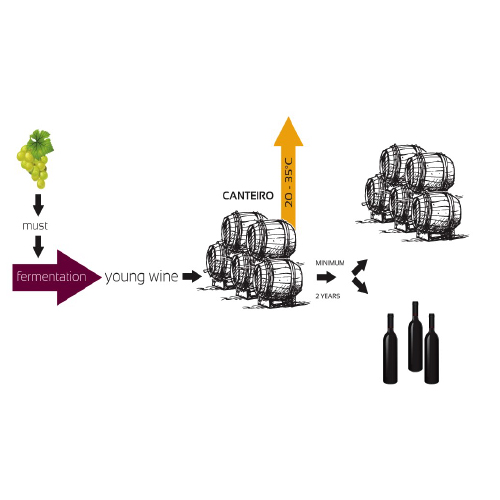 must
fermentation
young wine
CANTEIRO
20 - 35°C
MINIMUM
2 YEARS